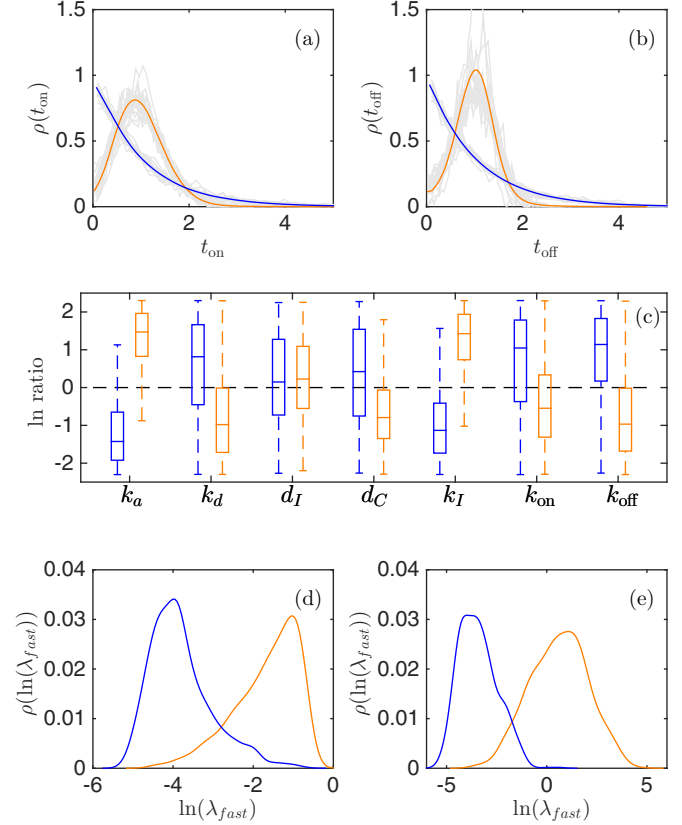 1.5
1
0.5
0
ρ(t_on)
(a)
0 2 4
t_on
1.5
1
0.5
0
ρ(t_off)
(b)
0 2 4
t_off
2
1
0
-1
-2
ln ratio
(c)
k_a k_d d_I d_C k_I k_on k_off
0.04
0.03
0.02
0.01
0
ρ(ln(λ_fast))
(d)
-6 -4 -2 0
ln(λ_fast)
0.04
0.03
0.02
0.01
0
ρ(ln(λ_fast))
(e)
-5 0 5
ln(λ_fast)